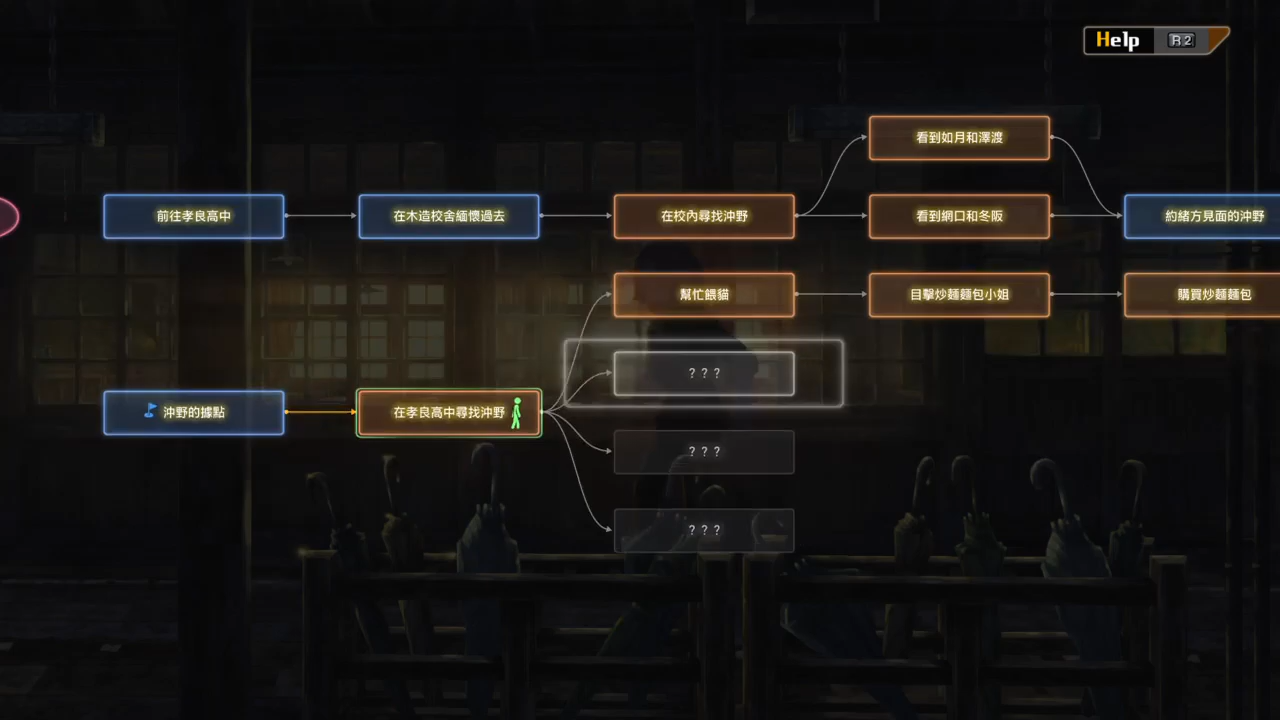 Help R2
看到如月和澤渡
前往孝良高中
在木造校舍緬懷過去
在校內尋找沖野
看到網口和冬阪
約緒方見面的沖野
幫忙餵貓
目擊炒麵麵包小姐
購買炒麵麵包
？？？
沖野的據點
在孝良高中尋找沖野
？？？
？？？